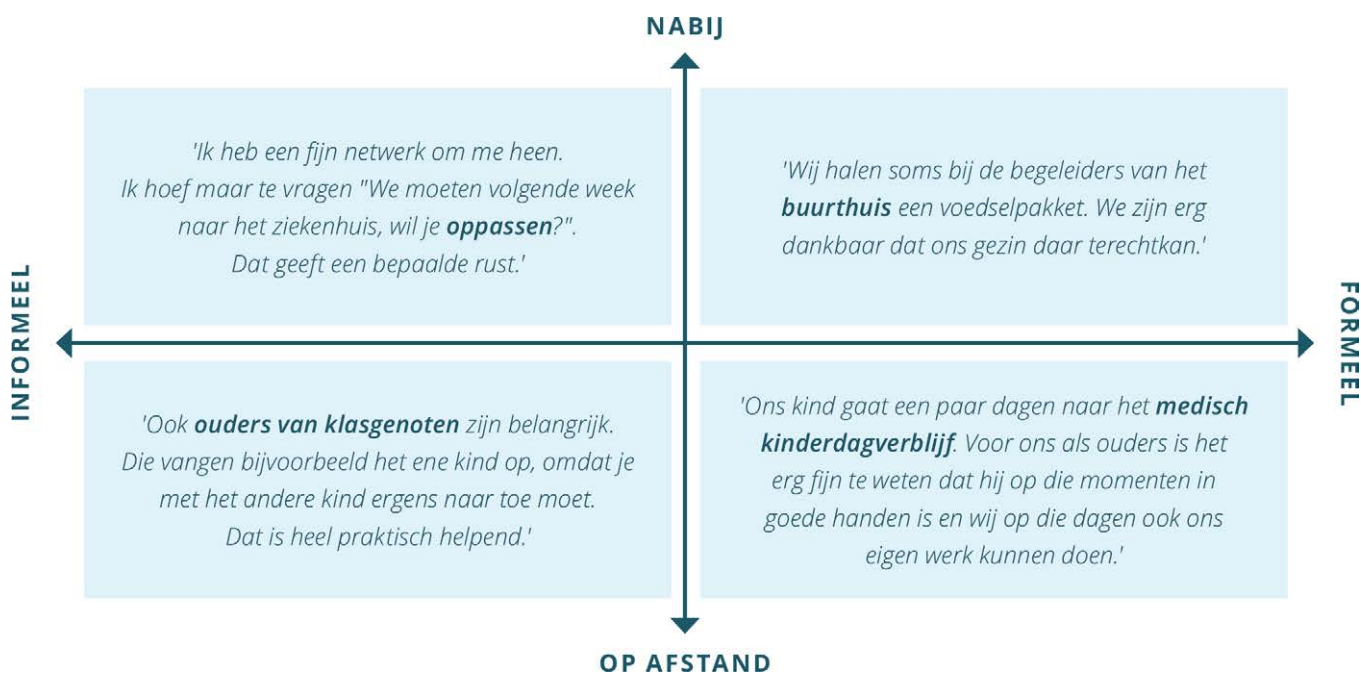 NABIJ
'Ik heb een fijn netwerk om me heen.
Ik hoef maar te vragen "We moeten volgende week
naar het ziekenhuis, wil je oppassen?".
Dat geeft een bepaalde rust.'
'Wij halen soms bij de begeleiders van het
buurthuis een voedselpakket. We zijn erg
dankbaar dat ons gezin daar terechtkan.'
INFORMEEL
FORMEEL
'Ook ouders van klasgenoten zijn belangrijk.
Die vangen bijvoorbeeld het ene kind op, omdat je
met het andere kind ergens naar toe moet.
Dat is heel praktisch helpend.'
'Ons kind gaat een paar dagen naar het medisch
kinderdagverblijf. Voor ons als ouders is het
erg fijn te weten dat hij op die momenten in
goede handen is en wij op die dagen ook ons
eigen werk kunnen doen.'
OP AFSTAND